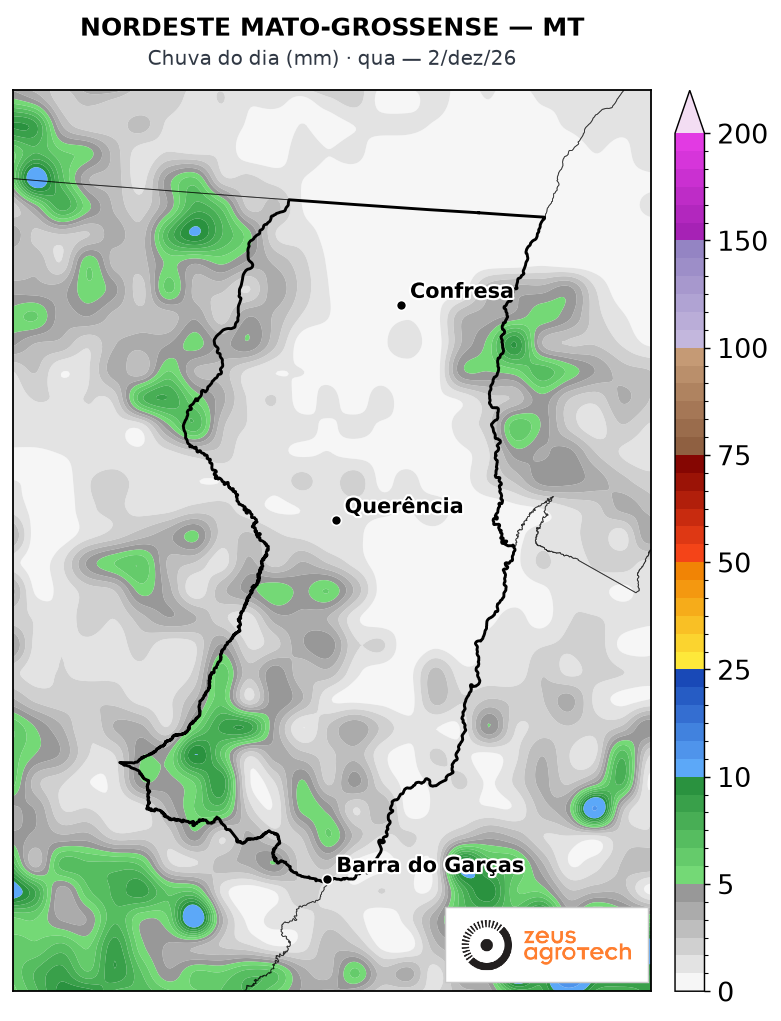 NORDESTE MATO-GROSSENSE — MT
Chuva do dia (mm) · qua — 2/dez/26
200
150
100
75
50
25
10
5
0
Confresa
Querência
Barra do Garças
zeus
agrotech